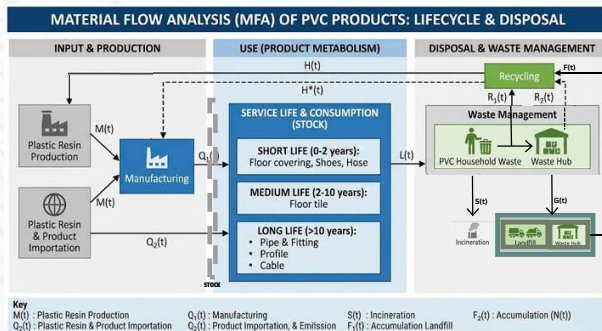 MATERIAL FLOW ANALYSIS (MFA) OF PVC PRODUCTS: LIFECYCLE & DISPOSAL
INPUT & PRODUCTION
USE (PRODUCT METABOLISM)
DISPOSAL & WASTE MANAGEMENT
H(t)
H*(t)
F(t)
Recycling
R₁(t)
R₂(t)
Plastic Resin
Production
M(t)
Manufacturing
M(t)
Plastic Resin
& Product
Importation
Q₁(t)
Q₂(t)
STOCK
SERVICE LIFE & CONSUMPTION
(STOCK)
SHORT LIFE (0-2 years):
Floor covering, Shoes, Hose
MEDIUM LIFE (2-10 years):
Floor tile
LONG LIFE (>10 years):
• Pipe & Fitting
• Profile
• Cable
L(t)
Waste Management
PVC Household Waste
Waste Hub
S(t)
G(t)
Incineration
Landfill
Waste Hub
Key
M(t) : Plastic Resin Production
Q₁(t) : Manufacturing
S(t) : Incineration
F₂(t) : Accumulation (N(t))
Q₂(t) : Plastic Resin & Product Importation
Q₂(t) : Product Importation, & Emilssion
F₁(t) : Accumulation Landfill